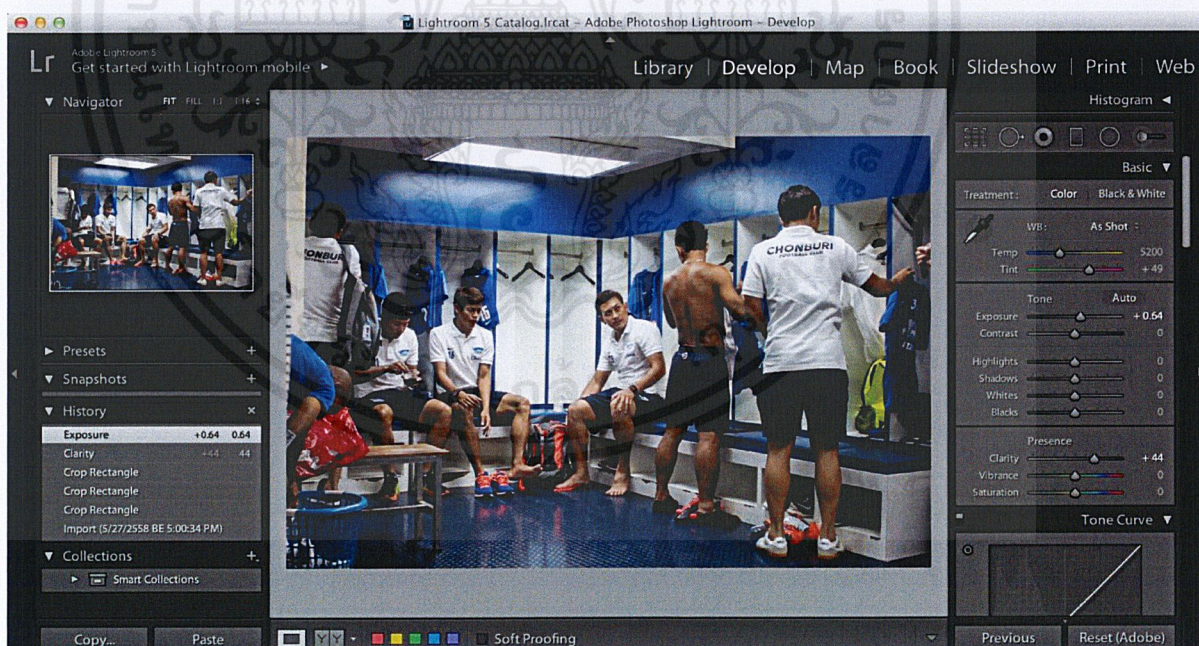 Lightroom 5 Catalog.lrcat – Adobe Photoshop Lightroom – Develop
Lr Adobe Lightroom 5
Get started with Lightroom mobile
Library | Develop | Map | Book | Slideshow | Print | Web
Navigator FIT FILL 1:1 1:16
Presets
Snapshots
History
Exposure +0.64 0.64
Clarity +44 44
Crop Rectangle
Crop Rectangle
Crop Rectangle
Import (5/27/2558 BE 5:00:34 PM)
Collections
Smart Collections
Copy... Paste
ONBUR
CHONBURI
FOOTBALL CLUB
Soft Proofing
Histogram
Basic
Treatment: Color Black & White
WB: As Shot
Temp 5200
Tint + 49
Tone Auto
Exposure + 0.64
Contrast 0
Highlights 0
Shadows 0
Whites 0
Blacks 0
Presence
Clarity + 44
Vibrance 0
Saturation 0
Tone Curve
Previous Reset (Adobe)